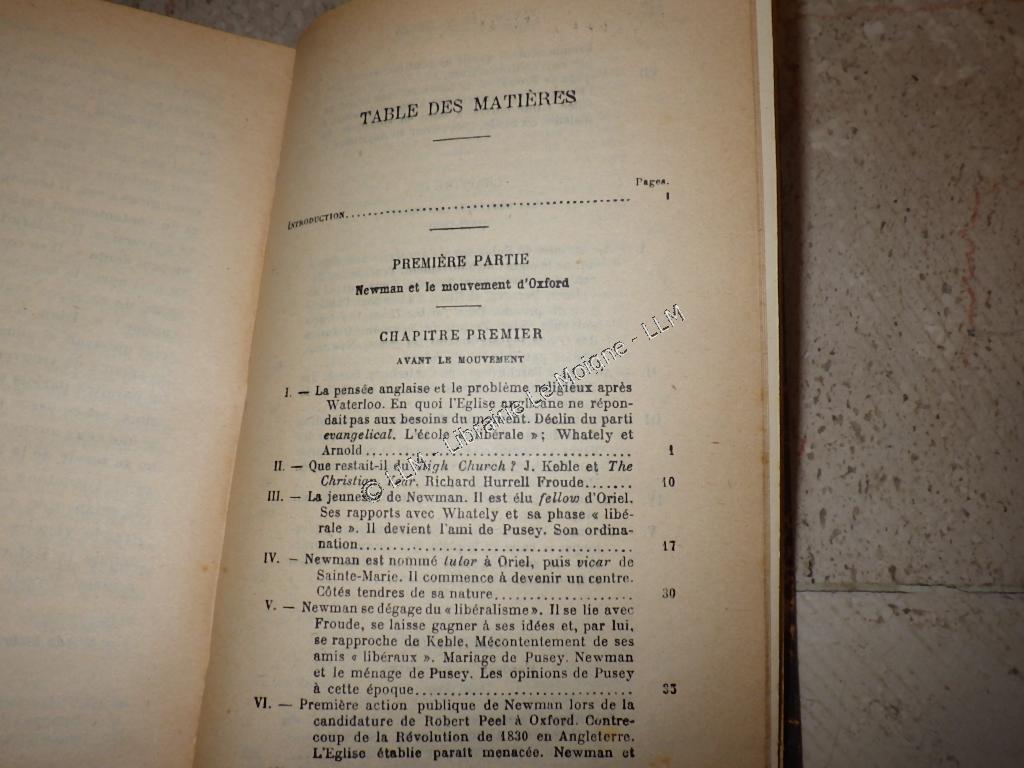 TABLE DES MATIÈRES
Pages.
INTRODUCTION.......... I
PREMIÈRE PARTIE
Newman et le mouvement d'Oxford
CHAPITRE PREMIER
AVANT LE MOUVEMENT
I. — La pensée anglaise et le problème religieux après
Waterloo. En quoi l'Eglise anglicane ne répon-
dait pas aux besoins du moment. Déclin du parti
evangelical. L'école « libérale » ; Whately et
Arnold.......... 1
II. — Que restait-il du High Church ? J. Keble et The
Christian Year. Richard Hurrell Froude....... 10
III. — La jeunesse de Newman. Il est élu fellow d'Oriel.
Ses rapports avec Whately et sa phase « libé-
rale ». Il devient l'ami de Pusey. Son ordina-
nation.......... 17
IV. — Newman est nommé tutor à Oriel, puis vicar de
Sainte-Marie. Il commence à devenir un centre.
Côtés tendres de sa nature.......... 30
V. — Newman se dégage du « libéralisme ». Il se lie avec
Froude, se laisse gagner à ses idées et, par lui,
se rapproche de Keble. Mécontentement de ses
amis « libéraux ». Mariage de Pusey. Newman
et le ménage de Pusey. Les opinions de Pusey
à cette époque..........
VI. — Première action publique de Newman lors de la
candidature de Robert Peel à Oxford. Contre-
coup de la Révolution de 1830 en Angleterre.
L'Eglise établie paraît menacée. Newman et
© LLM - Librairie Le Moigne - LLM